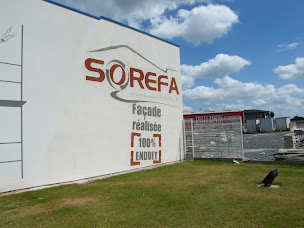 SOREFA
Façade
réalisée
100%
ENDUIT